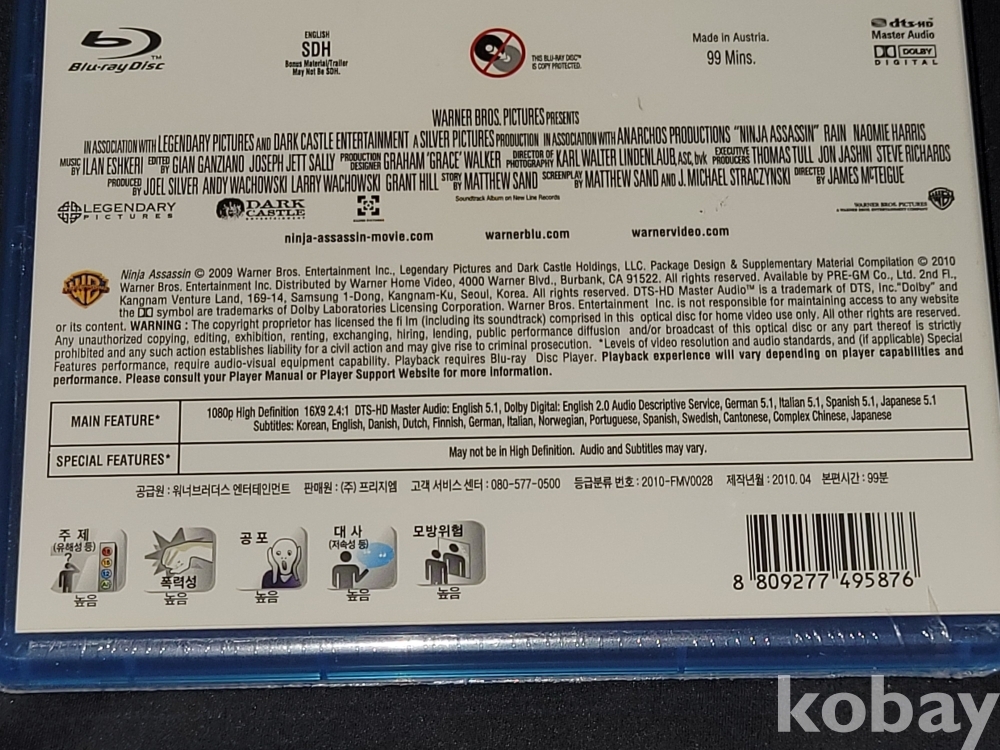 Blu-ray Disc™
ENGLISH
SDH
Bonus Material/Trailer
May Not Be SDH.
THIS BLU-RAY DISC™
IS COPY PROTECTED.
Made in Austria.
99 Mins.
dts-HD
Master Audio
DOLBY
DIGITAL
WARNER BROS. PICTURES PRESENTS
IN ASSOCIATION WITH LEGENDARY PICTURES AND DARK CASTLE ENTERTAINMENT A SILVER PICTURES PRODUCTION IN ASSOCIATION WITH ANARCHOS PRODUCTIONS "NINJA ASSASSIN" RAIN NAOMIE HARRIS
MUSIC BY ILAN ESHKERI EDITED BY GIAN GANZIANO JOSEPH JETT SALLY PRODUCTION DESIGNER GRAHAM 'GRACE' WALKER DIRECTOR OF PHOTOGRAPHY KARL WALTER LINDENLAUB, ASC, bvk EXECUTIVE PRODUCERS THOMAS TULL JON JASHNI STEVE RICHARDS
PRODUCED BY JOEL SILVER ANDY WACHOWSKI LARRY WACHOWSKI GRANT HILL STORY BY MATTHEW SAND SCREENPLAY BY MATTHEW SAND AND J. MICHAEL STRACZYNSKI DIRECTED BY JAMES McTEIGUE
LEGENDARY
PICTURES
DARK
CASTLE
ENTERTAINMENT
Soundtrack Album on New Line Records
WARNER BROS. PICTURES
A WARNER BROS. ENTERTAINMENT COMPANY
ninja-assassin-movie.com warnerblu.com warnervideo.com
Ninja Assassin © 2009 Warner Bros. Entertainment Inc., Legendary Pictures and Dark Castle Holdings, LLC. Package Design & Supplementary Material Compilation © 2010
Warner Bros. Entertainment Inc. Distributed by Warner Home Video, 4000 Warner Blvd., Burbank, CA 91522. All rights reserved. Available by PRE-GM Co., Ltd. 2nd Fl.,
Kangnam Venture Land, 169-14, Samsung 1-Dong, Kangnam-Ku, Seoul, Korea. All rights reserved. DTS-HD Master Audio™ is a trademark of DTS, Inc."Dolby" and
the symbol are trademarks of Dolby Laboratories Licensing Corporation. Warner Bros. Entertainment Inc. is not responsible for maintaining access to any website
or its content. WARNING : The copyright proprietor has licensed the fi lm (including its soundtrack) comprised in this optical disc for home video use only. All other rights are reserved.
Any unauthorized copying, editing, exhibition, renting, exchanging, hiring, lending, public performance diffusion and/or broadcast of this optical disc or any part thereof is strictly
prohibited and any such action establishes liability for a civil action and may give rise to criminal prosecution. *Levels of video resolution and audio standards, and (if applicable) Special
Features performance, require audio-visual equipment capability. Playback requires Blu-ray Disc Player. Playback experience will vary depending on player capabilities and
performance. Please consult your Player Manual or Player Support Website for more Information.
MAIN FEATURE*
1080p High Definition 16X9 2.4:1 DTS-HD Master Audio: English 5.1, Dolby Digital: English 2.0 Audio Descriptive Service, German 5.1, Italian 5.1, Spanish 5.1, Japanese 5.1
Subtitles: Korean, English, Danish, Dutch, Finnish, German, Italian, Norwegian, Portuguese, Spanish, Swedish, Cantonese, Complex Chinese, Japanese
SPECIAL FEATURES*
May not be in High Definition. Audio and Subtitles may vary.
공급원 : 워너브러더스 엔터테인먼트 판매원 : (주) 프리지엠 고객 서비스 센터 : 080-577-0500 등급분류 번호 : 2010-FMV0028 제작년월 : 2010. 04 본편시간 : 99분
주 제
(유해성 등)
높음
폭력성
높음
공 포
높음
대 사
(저속성 등)
높음
모방위험
높음
8 809277 495876
kobay